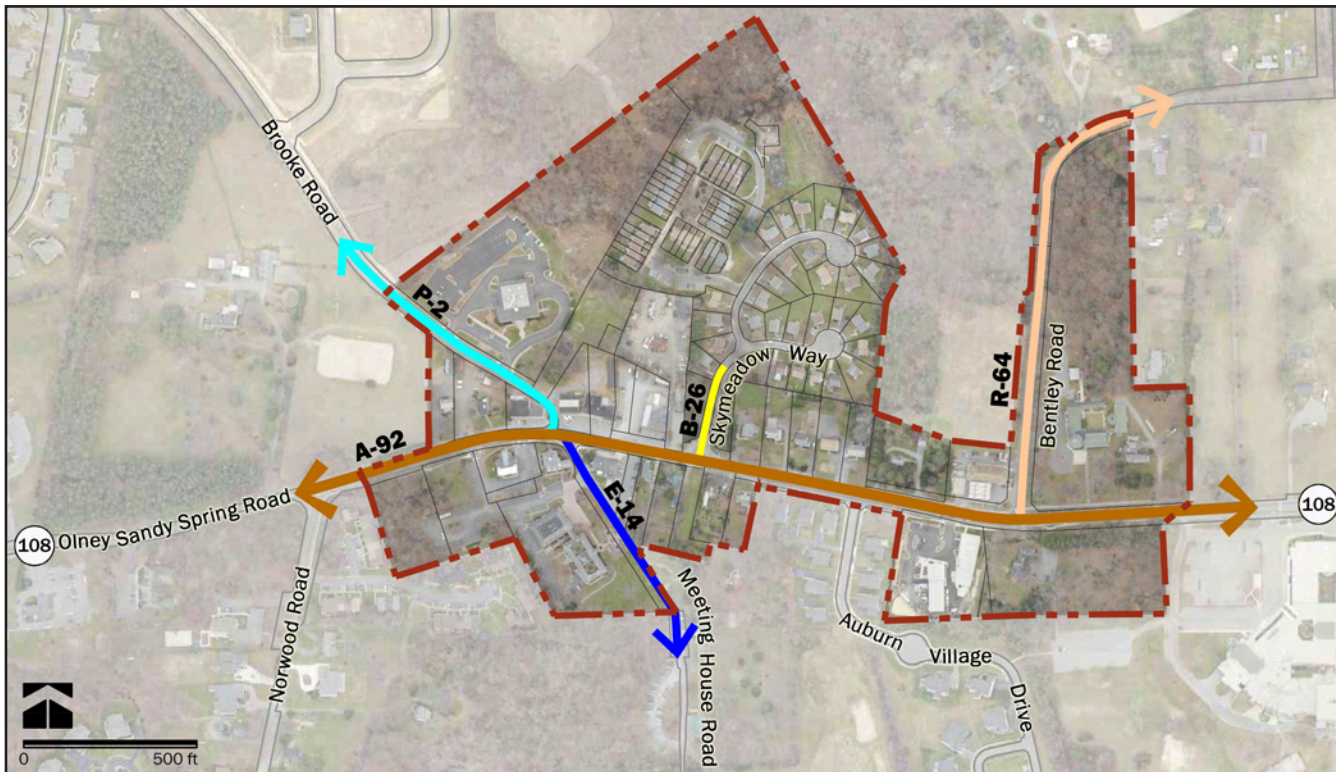 Brooke Road
P-2
Skymeadow Way
B-26
R-64
Bentley Road
A-92
E-14
108
Olney Sandy Spring Road
108
Norwood Road
Meeting House Road
Auburn Village Drive
0 500 ft